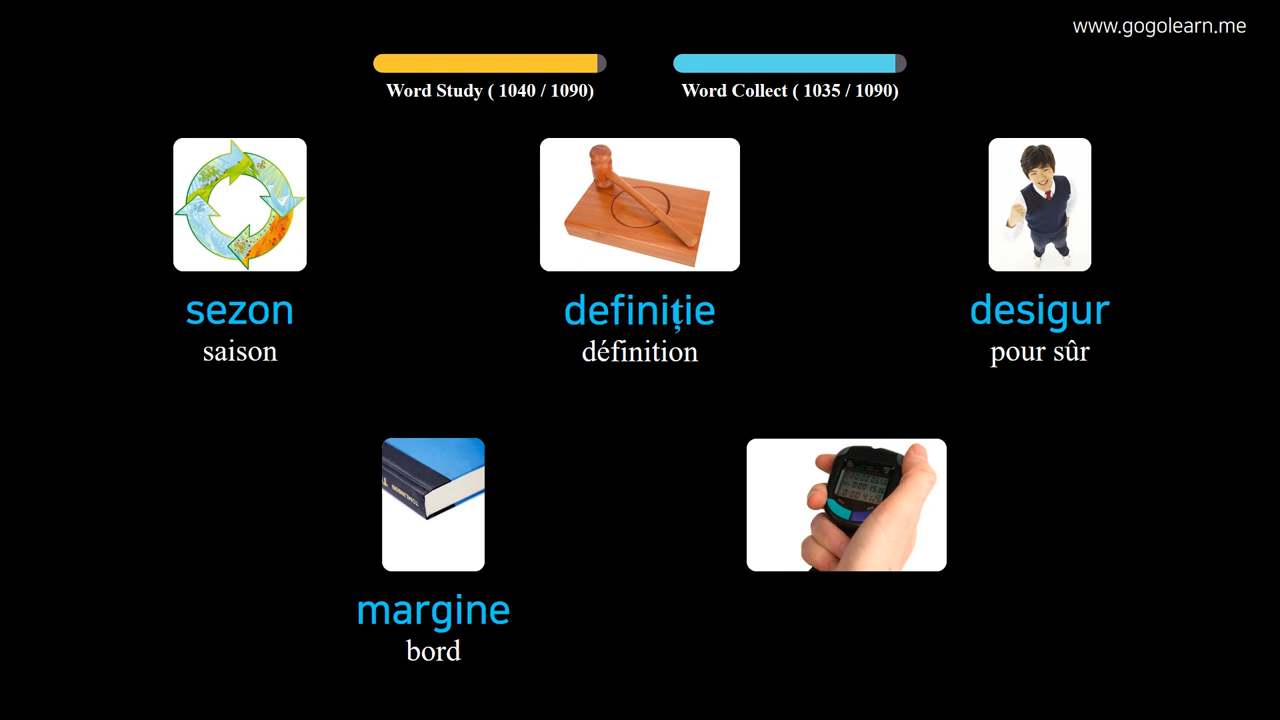 www.gogolearn.me
Word Study ( 1040 / 1090)
Word Collect ( 1035 / 1090)
sezon
saison
definiție
définition
desigur
pour sûr
TOMLINSON
margine
bord